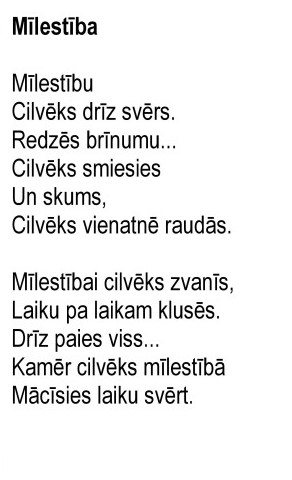 Mīlestība
Mīlestību
Cilvēks drīz svērs.
Redzēs brīnumu...
Cilvēks smiesies
Un skums,
Cilvēks vienatnē raudās.
Mīlestībai cilvēks zvanīs,
Laiku pa laikam klusēs.
Drīz paies viss...
Kamēr cilvēks mīlestībā
Mācīsies laiku svērt.